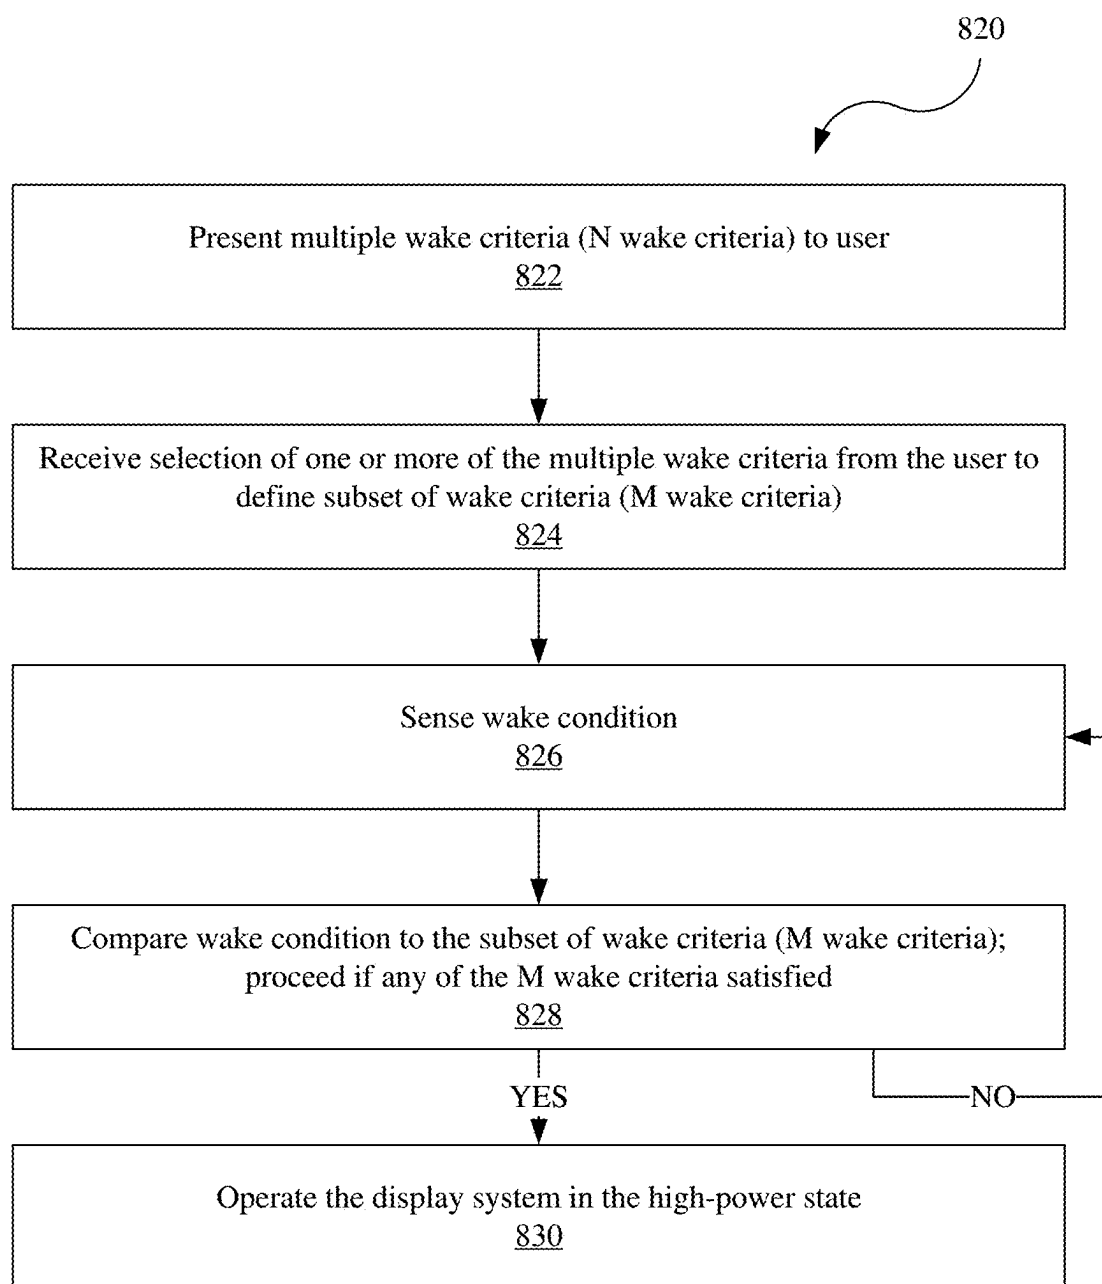 820
Present multiple wake criteria (N wake criteria) to user
822
Receive selection of one or more of the multiple wake criteria from the user to
define subset of wake criteria (M wake criteria)
824
Sense wake condition
826
Compare wake condition to the subset of wake criteria (M wake criteria);
proceed if any of the M wake criteria satisfied
828
YES
NO
Operate the display system in the high-power state
830